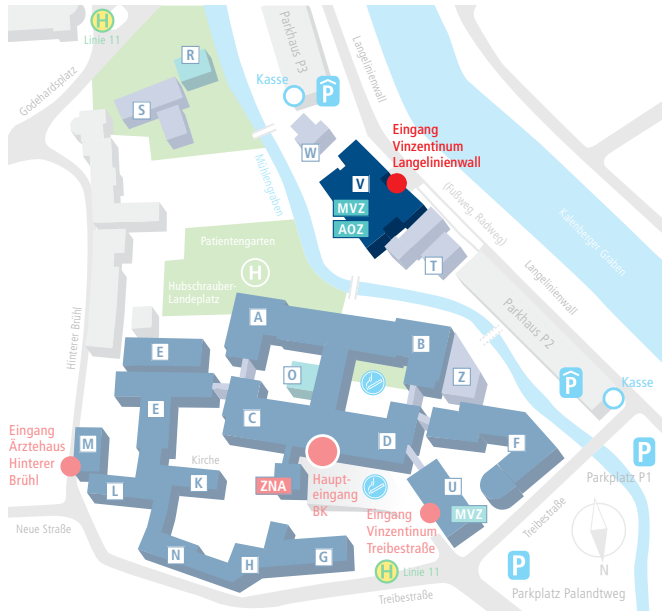 H
Linie 11
R
Parkhaus P3
Langelinienwall
Kasse
P
Godehardsplatz
S
Eingang
Vinzentinum
Langelinienwall
W
V
MVZ
AOZ
Mühlengraben
(Fußweg, Radweg)
Kalenberger Graben
T
Langelinienwall
Patientengarten
H
Hubschrauber-
Landeplatz
Parkhaus P2
Hinterer Brühl
A
B
E
O
Z
P
Kasse
E
C
D
F
Eingang
Ärztehaus
Hinterer
Brühl
M
Kirche
K
L
ZNA
Haupt-
eingang
BK
U
MVZ
Eingang
Vinzentinum
Treibestraße
P
Parkplatz P1
Treibestraße
Neue Straße
N
H
G
H
Linie 11
Treibestraße
N
P
Parkplatz Palandtweg